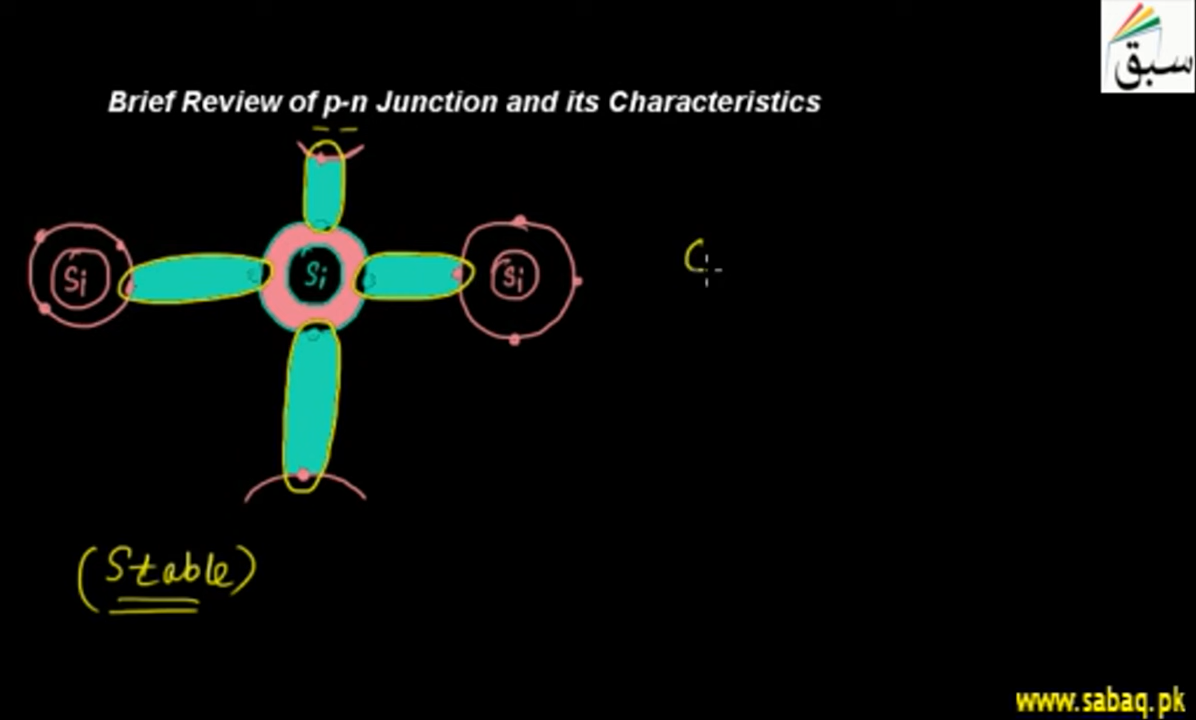 سبق
Brief Review of p-n Junction and its Characteristics
Si Si Si
(Stable)
www.sabaq.pk